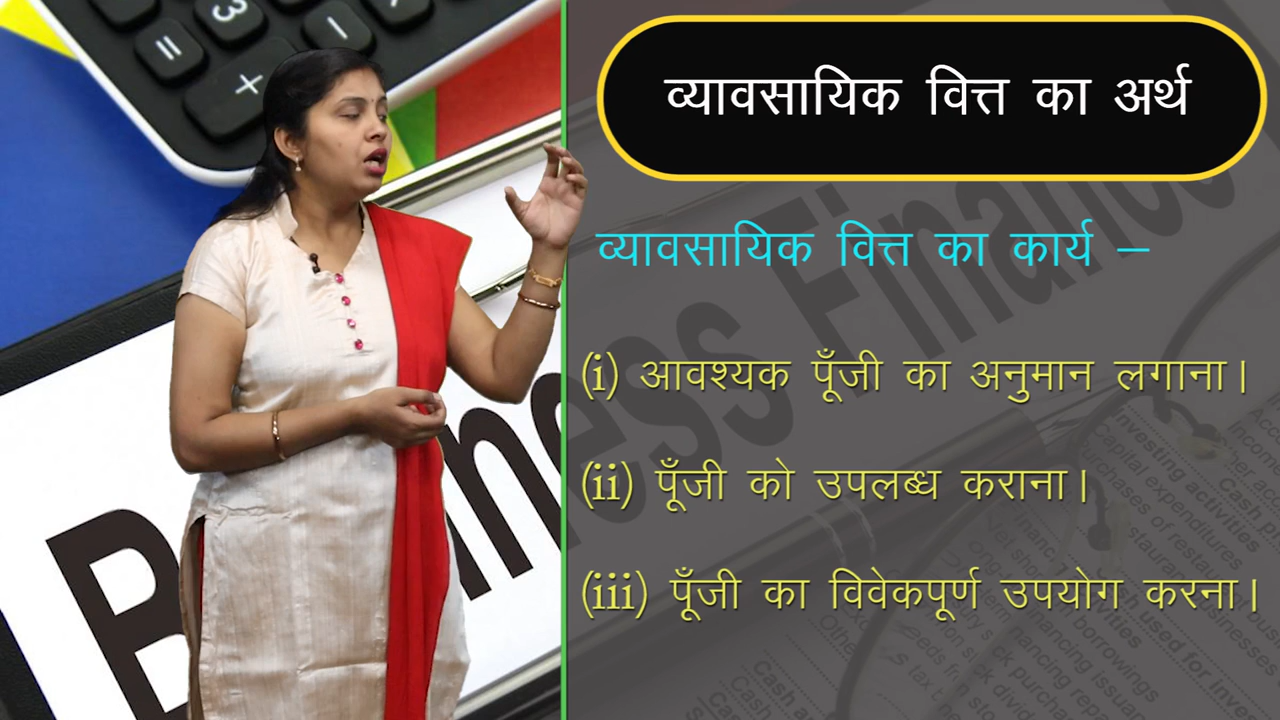 व्यावसायिक वित्त का अर्थ
व्यावसायिक वित्त का कार्य –
(i) आवश्यक पूँजी का अनुमान लगाना।
(ii) पूँजी को उपलब्ध कराना।
(iii) पूँजी का विवेकपूर्ण उपयोग करना।